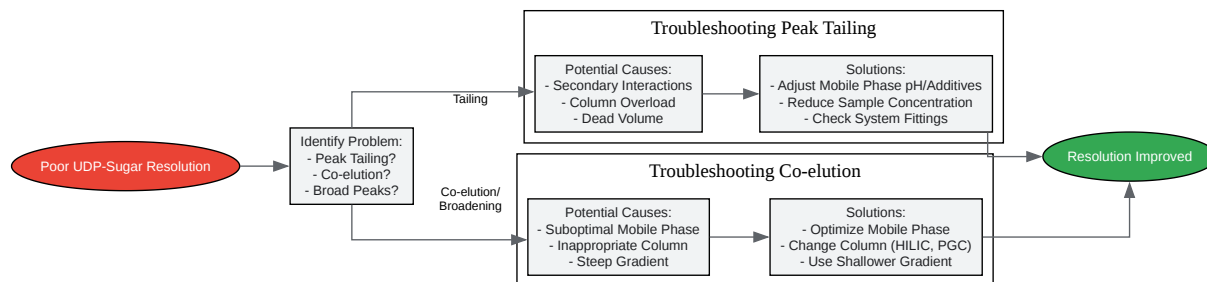 Poor UDP-Sugar Resolution
Identify Problem:
- Peak Tailing?
- Co-elution?
- Broad Peaks?
Tailing
Co-elution/
Broadening
Troubleshooting Peak Tailing
Potential Causes:
- Secondary Interactions
- Column Overload
- Dead Volume
Solutions:
- Adjust Mobile Phase pH/Additives
- Reduce Sample Concentration
- Check System Fittings
Troubleshooting Co-elution
Potential Causes:
- Suboptimal Mobile Phase
- Inappropriate Column
- Steep Gradient
Solutions:
- Optimize Mobile Phase
- Change Column (HILIC, PGC)
- Use Shallower Gradient
Resolution Improved